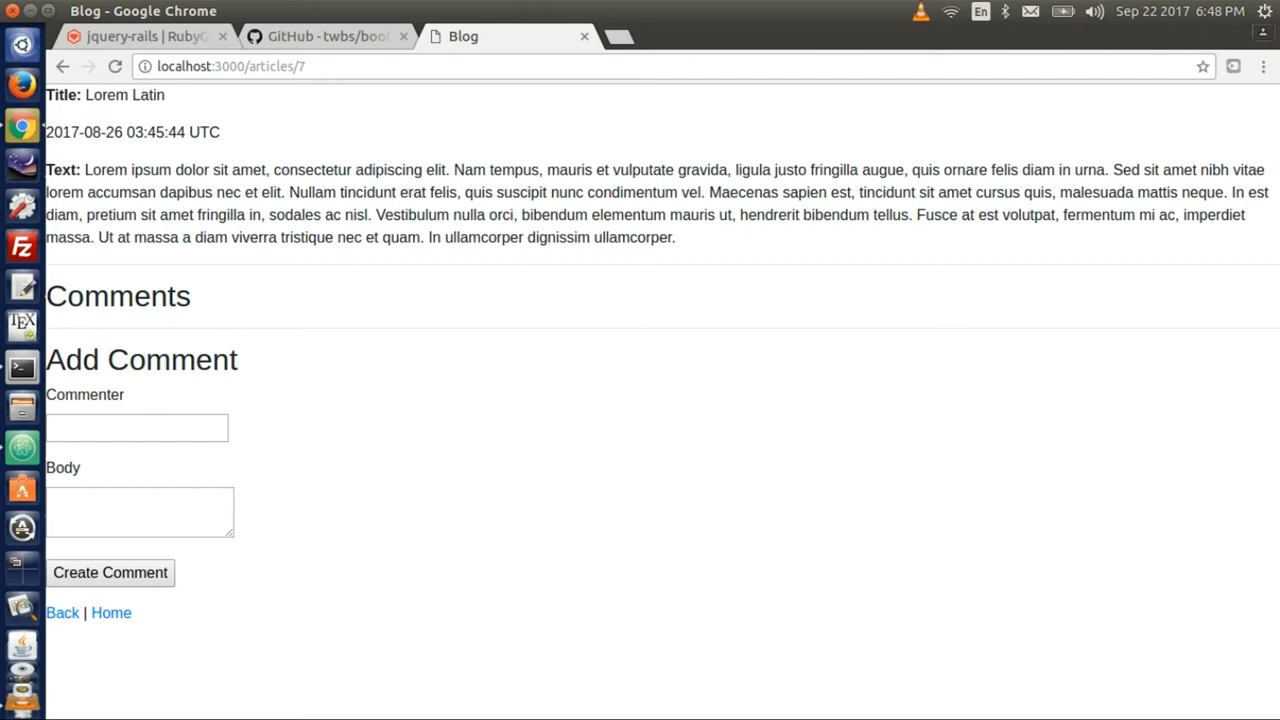 Blog - Google Chrome
En
Sep 22 2017 6:48 PM
jquery-rails | RubyG
GitHub - twbs/boot
Blog
localhost:3000/articles/7
Title: Lorem Latin
2017-08-26 03:45:44 UTC
Text: Lorem ipsum dolor sit amet, consectetur adipiscing elit. Nam tempus, mauris et vulputate gravida, ligula justo fringilla augue, quis ornare felis diam in urna. Sed sit amet nibh vitae
lorem accumsan dapibus nec et elit. Nullam tincidunt erat felis, quis suscipit nunc condimentum vel. Maecenas sapien est, tincidunt sit amet cursus quis, malesuada mattis neque. In est
diam, pretium sit amet fringilla in, sodales ac nisl. Vestibulum nulla orci, bibendum elementum mauris ut, hendrerit bibendum tellus. Fusce at est volutpat, fermentum mi ac, imperdiet
massa. Ut at massa a diam viverra tristique nec et quam. In ullamcorper dignissim ullamcorper.
Comments
Add Comment
Commenter
Body
Create Comment
Back | Home
Fz
TEX